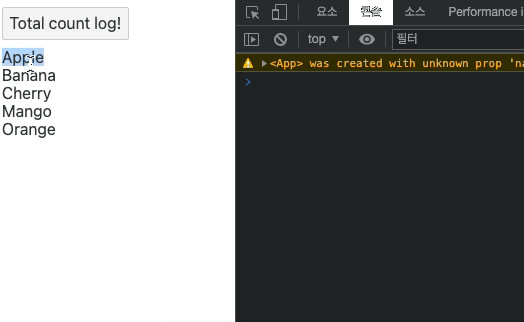 Total count log!
Apple
Banana
Cherry
Mango
Orange
요소 콘솔 소스 Performance i
top ▼ 필터
<App> was created with unknown prop 'na